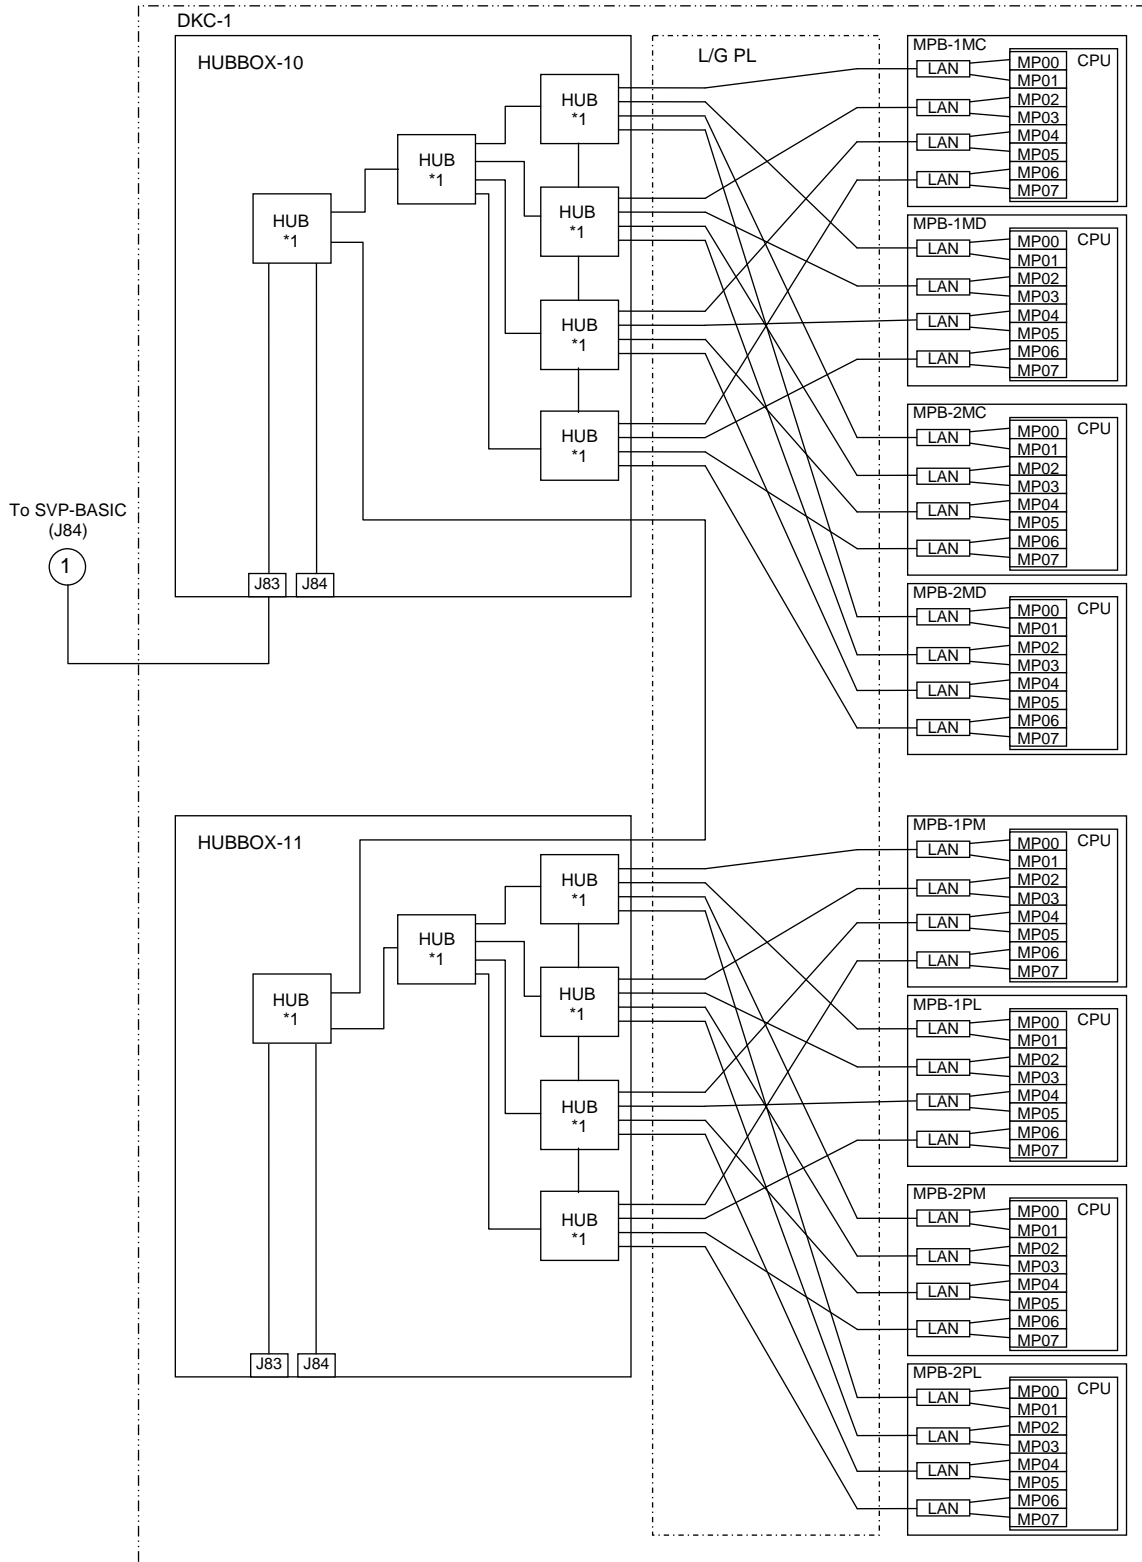 DKC-1
HUBBOX-10
HUB
*1
HUB
*1
HUB
*1
HUB
*1
HUB
*1
HUB
*1
J83
J84
To SVP-BASIC
(J84)
1
L/G PL
MPB-1MC
CPU
LAN
MP00
MP01
LAN
MP02
MP03
LAN
MP04
MP05
LAN
MP06
MP07
MPB-1MD
CPU
LAN
MP00
MP01
LAN
MP02
MP03
LAN
MP04
MP05
LAN
MP06
MP07
MPB-2MC
CPU
LAN
MP00
MP01
LAN
MP02
MP03
LAN
MP04
MP05
LAN
MP06
MP07
MPB-2MD
CPU
LAN
MP00
MP01
LAN
MP02
MP03
LAN
MP04
MP05
LAN
MP06
MP07
HUBBOX-11
HUB
*1
HUB
*1
HUB
*1
HUB
*1
HUB
*1
HUB
*1
J83
J84
MPB-1PM
CPU
LAN
MP00
MP01
LAN
MP02
MP03
LAN
MP04
MP05
LAN
MP06
MP07
MPB-1PL
CPU
LAN
MP00
MP01
LAN
MP02
MP03
LAN
MP04
MP05
LAN
MP06
MP07
MPB-2PM
CPU
LAN
MP00
MP01
LAN
MP02
MP03
LAN
MP04
MP05
LAN
MP06
MP07
MPB-2PL
CPU
LAN
MP00
MP01
LAN
MP02
MP03
LAN
MP04
MP05
LAN
MP06
MP07